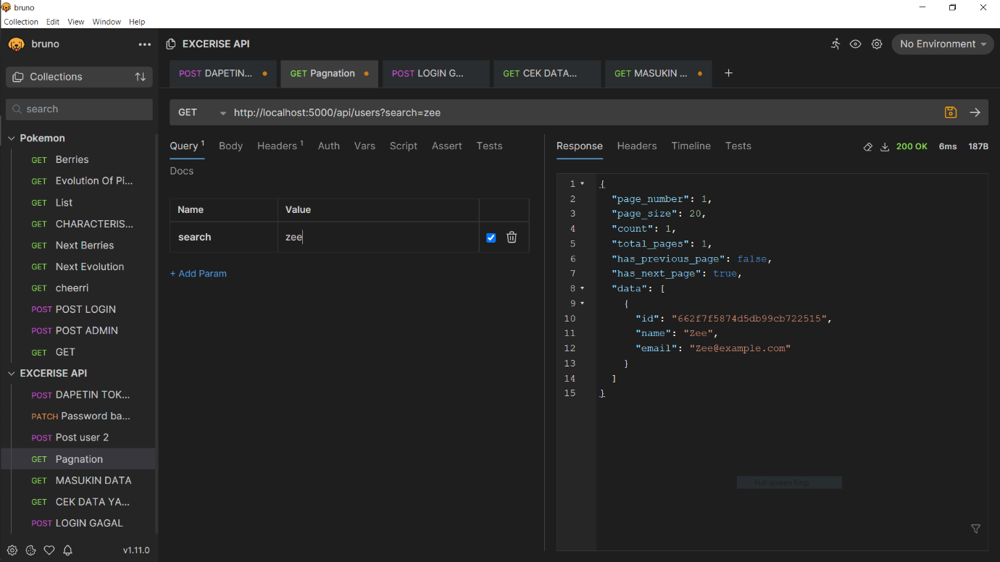 bruno
Collection Edit View Window Help
bruno
EXCERISE API
No Environment
Collections
POST DAPETIN...
GET Pagnation
POST LOGIN G...
GET CEK DATA...
GET MASUKIN ...
+
search
GET
http://localhost:5000/api/users?search=zee
Pokemon
GET Berries
GET Evolution Of Pi...
GET List
GET CHARACTERIS...
GET Next Berries
GET Next Evolution
GET cheerri
POST POST LOGIN
POST POST ADMIN
GET GET
EXCERISE API
POST DAPETIN TOK...
PATCH Password ba...
POST Post user 2
GET Pagnation
GET MASUKIN DATA
GET CEK DATA YA...
POST LOGIN GAGAL
v1.11.0
Query 1 Body Headers 1 Auth Vars Script Assert Tests
Docs
Name Value
search zee
+ Add Param
Response Headers Timeline Tests
200 OK 6ms 187B
1 {
2 "page_number": 1,
3 "page_size": 20,
4 "count": 1,
5 "total_pages": 1,
6 "has_previous_page": false,
7 "has_next_page": true,
8 "data": [
9 {
10 "id": "662f7f5874d5db99cb722515",
11 "name": "Zee",
12 "email": "Zee@example.com"
13 }
14 ]
15 }
Full-screen Snip